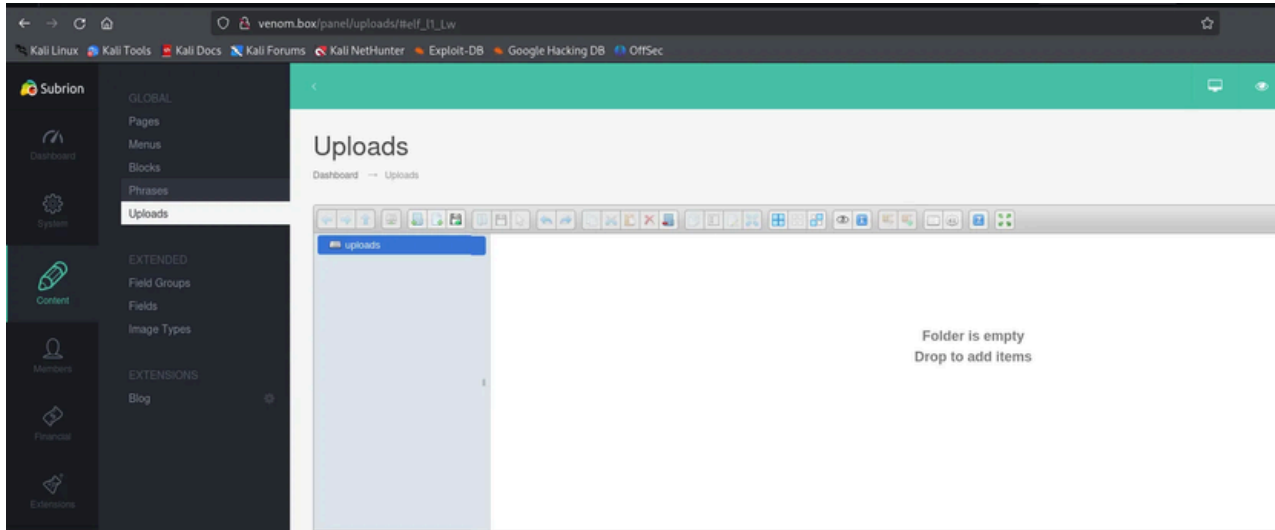 venom.box/panel/uploads/#elf_l1_Lw
Kali Linux Kali Tools Kali Docs Kali Forums Kali NetHunter Exploit-DB Google Hacking DB OffSec
Subrion
Dashboard
System
Content
Members
Financial
Extensions
GLOBAL
Pages
Menus
Blocks
Phrases
Uploads
EXTENDED
Field Groups
Fields
Image Types
EXTENSIONS
Blog
Uploads
Dashboard → Uploads
uploads
Folder is empty
Drop to add items